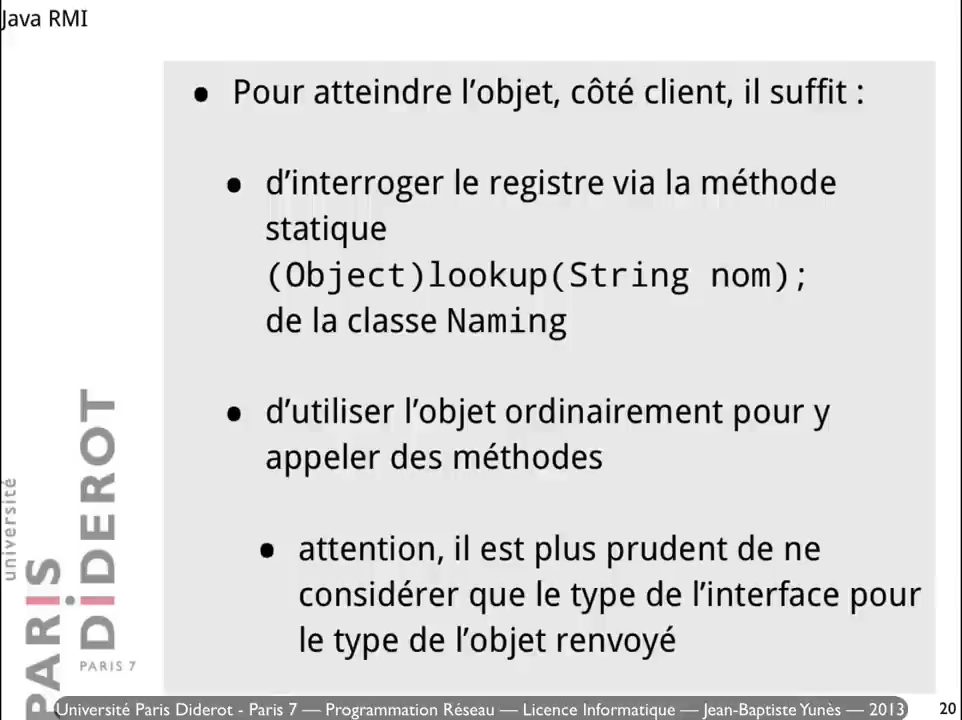 Java RMI
• Pour atteindre l’objet, côté client, il suffit :
• d’interroger le registre via la méthode
statique
(Object)lookup(String nom);
de la classe Naming
• d’utiliser l’objet ordinairement pour y
appeler des méthodes
• attention, il est plus prudent de ne
considérer que le type de l’interface pour
le type de l’objet renvoyé
université
PARIS
DIDEROT
PARIS 7
Université Paris Diderot - Paris 7 — Programmation Réseau — Licence Informatique — Jean-Baptiste Yunès — 2013
20